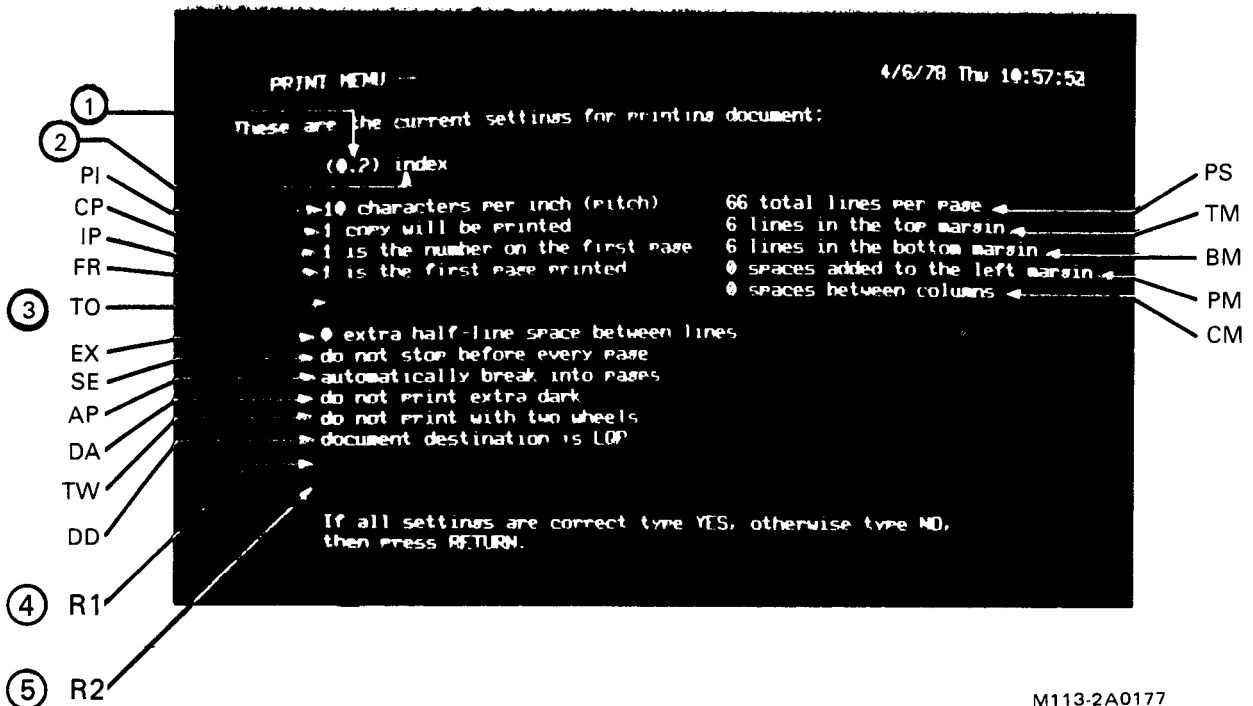 PRINT MENU --
4/6/78 Thu 10:57:52
These are the current settings for printing document:
(0.2) index
10 characters per inch (pitch)
1 copy will be printed
1 is the number on the first page
1 is the first page printed
66 total lines per page
6 lines in the top margin
6 lines in the bottom margin
0 spaces added to the left margin
0 spaces between columns
0 extra half-line space between lines
do not stop before every page
automatically break into pages
do not print extra dark
do not print with two wheels
document destination is LQP
If all settings are correct type YES, otherwise type NO,
then press RETURN.
1
2
PI
CP
IP
FR
3 TO
EX
SE
AP
DA
TW
DD
4 R1
5 R2
PS
TM
BM
PM
CM
M113-2A0177